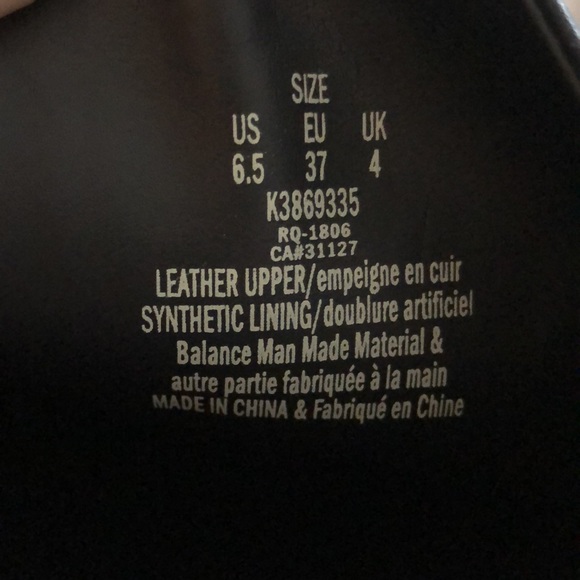 SIZE
US EU UK
6.5 37 4
K3869335
RQ-1806
CA#31127
LEATHER UPPER/empeigne en cuir
SYNTHETIC LINING/doublure artificiel
Balance Man Made Material &
autre partie fabriquée à la main
MADE IN CHINA & Fabriqué en Chine